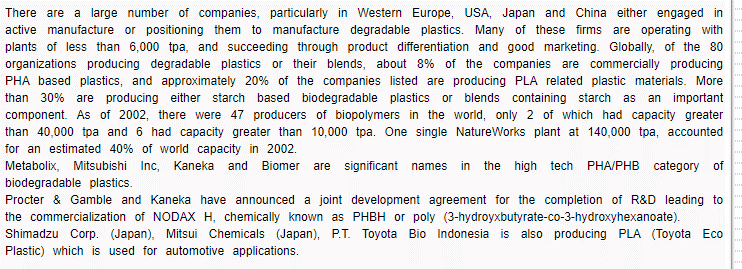 There are a large number of companies, particularly in Western Europe, USA, Japan and China either engaged in
active manufacture or positioning them to manufacture degradable plastics. Many of these firms are operating with
plants of less than 6,000 tpa, and succeeding through product differentiation and good marketing. Globally, of the 80
organizations producing degradable plastics or their blends, about 8% of the companies are commercially producing
PHA based plastics, and approximately 20% of the companies listed are producing PLA related plastic materials. More
than 30% are producing either starch based biodegradable plastics or blends containing starch as an important
component. As of 2002, there were 47 producers of biopolymers in the world, only 2 of which had capacity greater
than 40,000 tpa and 6 had capacity greater than 10,000 tpa. One single NatureWorks plant at 140,000 tpa, accounted
for an estimated 40% of world capacity in 2002.
Metabolix, Mitsubishi Inc, Kaneka and Biomer are significant names in the high tech PHA/PHB category of
biodegradable plastics.
Procter & Gamble and Kaneka have announced a joint development agreement for the completion of R&D leading to
the commercialization of NODAX H, chemically known as PHBH or poly (3-hydroyxbutyrate-co-3-hydroxyhexanoate).
Shimadzu Corp. (Japan), Mitsui Chemicals (Japan), P.T. Toyota Bio Indonesia is also producing PLA (Toyota Eco
Plastic) which is used for automotive applications.